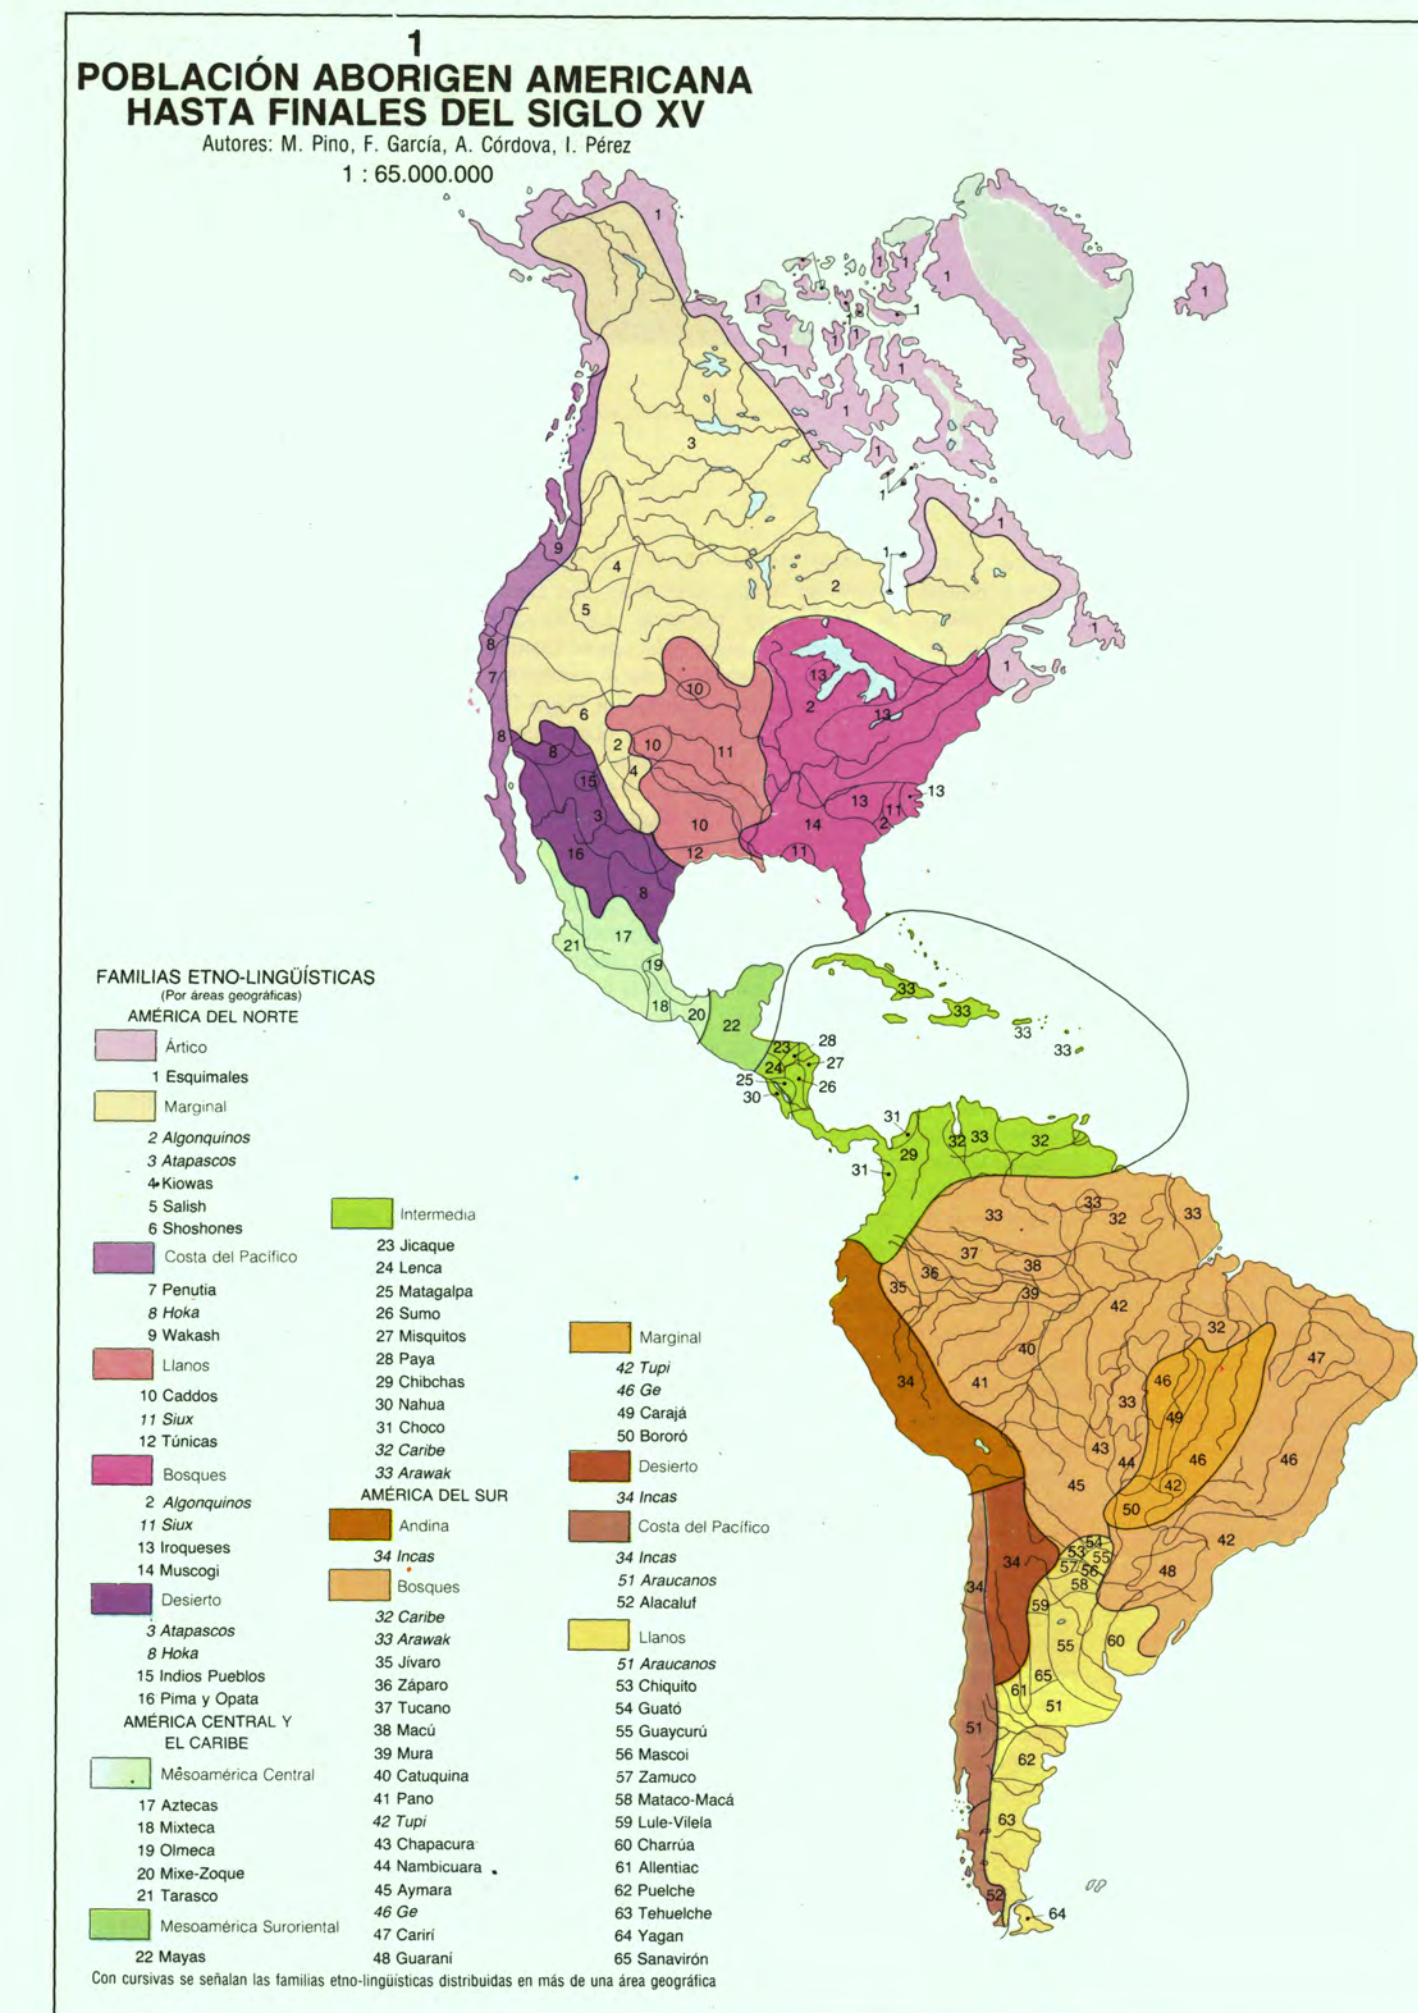 1
POBLACIÓN ABORIGEN AMERICANA
HASTA FINALES DEL SIGLO XV
Autores: M. Pino, F. García, A. Córdova, I. Pérez
1 : 65.000.000
FAMILIAS ETNO-LINGÜÍSTICAS
(Por áreas geográficas)
AMÉRICA DEL NORTE
Ártico
1 Esquimales
Marginal
2 Algonquinos
3 Atapascos
4 Kiowas
5 Salish
6 Shoshones
Costa del Pacífico
7 Penutia
8 Hoka
9 Wakash
Llanos
10 Caddos
11 Siux
12 Túnicas
Bosques
2 Algonquinos
11 Siux
13 Iroqueses
14 Muscogi
Desierto
3 Atapascos
8 Hoka
15 Indios Pueblos
16 Pima y Opata
AMÉRICA CENTRAL Y
EL CARIBE
Mesoamérica Central
17 Aztecas
18 Mixteca
19 Olmeca
20 Mixe-Zoque
21 Tarasco
Mesoamérica Suroriental
22 Mayas
Intermedia
23 Jicaque
24 Lenca
25 Matagalpa
26 Sumo
27 Misquitos
28 Paya
29 Chibchas
30 Nahua
31 Choco
32 Caribe
33 Arawak
AMÉRICA DEL SUR
Andina
34 Incas
Bosques
32 Caribe
33 Arawak
35 Jívaro
36 Záparo
37 Tucano
38 Macú
39 Mura
40 Catuquina
41 Pano
42 Tupi
43 Chapacura
44 Nambicuara
45 Aymara
46 Ge
47 Carirí
48 Guaraní
Marginal
42 Tupi
46 Ge
49 Carajá
50 Bororó
Desierto
34 Incas
Costa del Pacífico
34 Incas
51 Araucanos
52 Alacaluf
Llanos
51 Araucanos
53 Chiquito
54 Guató
55 Guaycurú
56 Mascoi
57 Zamuco
58 Mataco-Macá
59 Lule-Vilela
60 Charrúa
61 Allentiac
62 Puelche
63 Tehuelche
64 Yagan
65 Sanavirón
Con cursivas se señalan las familias etno-lingüísticas distribuidas en más de una área geográfica